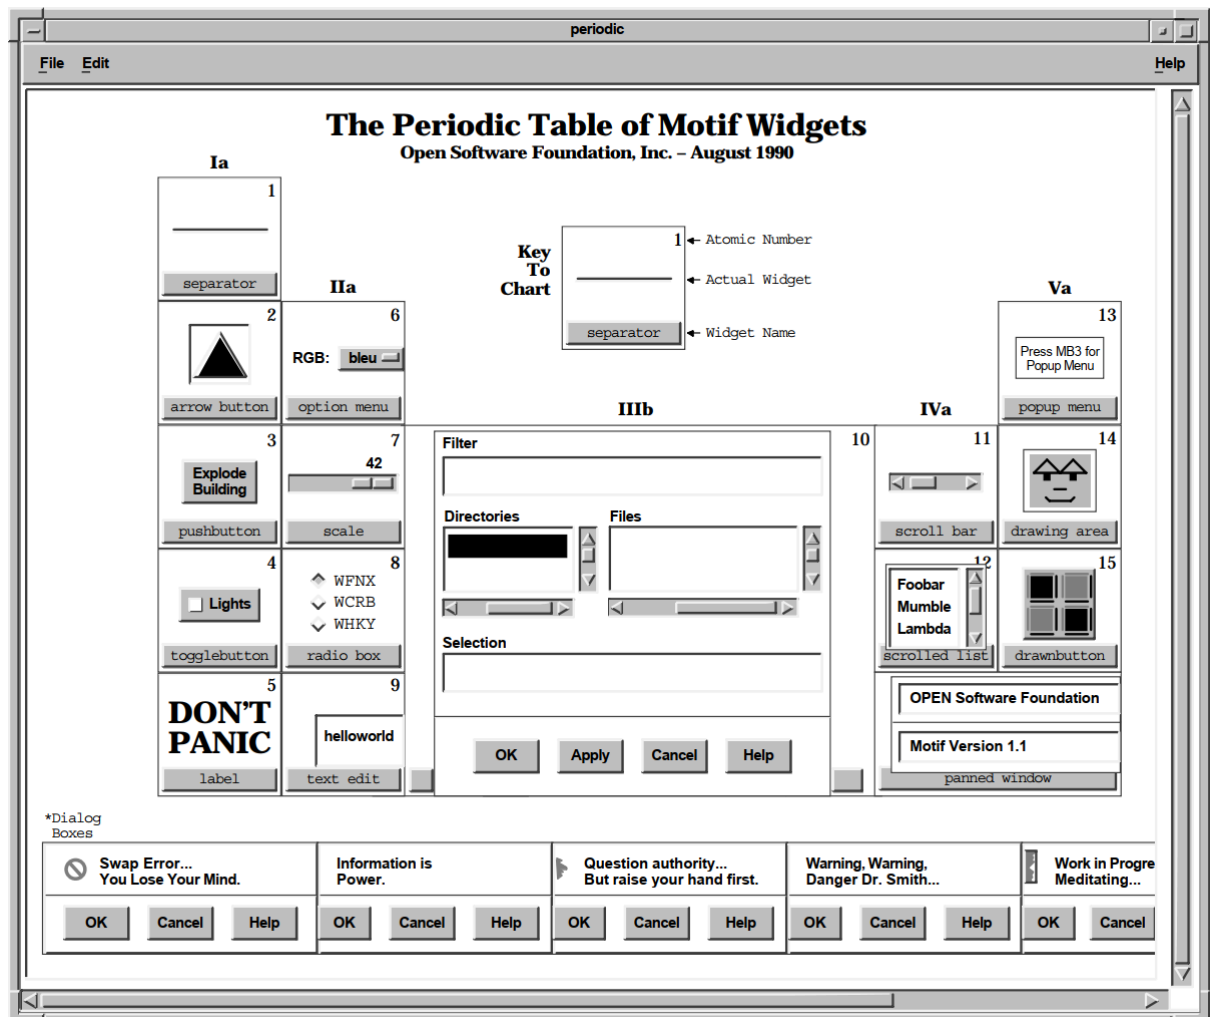 periodic
File Edit Help
The Periodic Table of Motif Widgets
Open Software Foundation, Inc. – August 1990
Ia
1
separator
Key
To
Chart
1
separator
Atomic Number
Actual Widget
Widget Name
IIa
Va
2
arrow button
6
RGB: bleu
option menu
13
Press MB3 for
Popup Menu
popup menu
IIIb
IVa
3
Explode
Building
pushbutton
7
42
scale
Filter
Directories
Files
Selection
OK Apply Cancel Help
10
11
scroll bar
14
drawing area
4
Lights
togglebutton
8
WFNX
WCRB
WHKY
radio box
12
Foobar
Mumble
Lambda
scrolled list
15
drawnbutton
5
DON'T
PANIC
label
9
helloworld
text edit
OPEN Software Foundation
Motif Version 1.1
panned window
*Dialog
Boxes
Swap Error...
You Lose Your Mind.
OK Cancel Help
Information is
Power.
OK Cancel Help
Question authority...
But raise your hand first.
OK Cancel Help
Warning, Warning,
Danger Dr. Smith...
OK Cancel Help
Work in Progre
Meditating...
OK Cancel